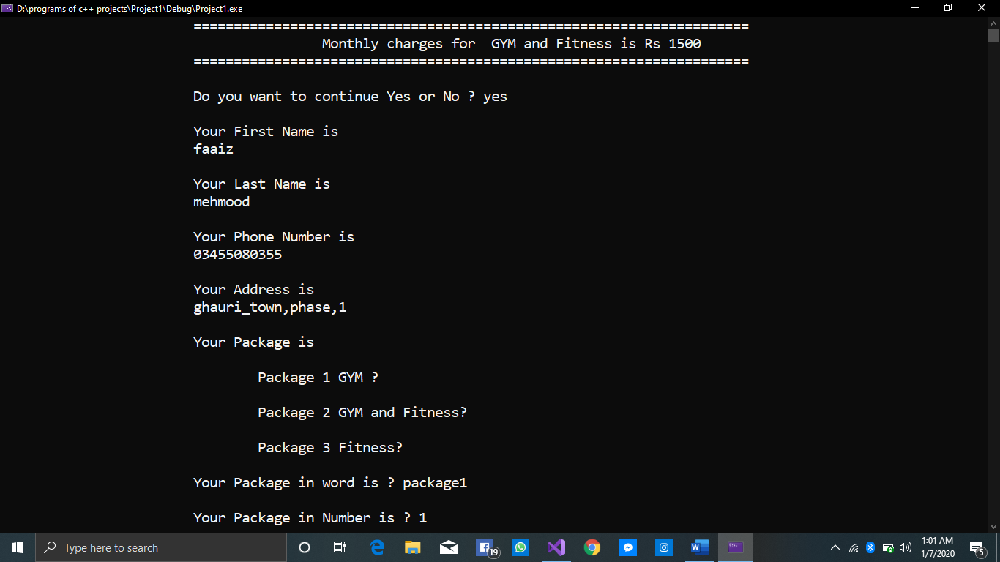 D:\programs of c++ projects\Project1\Debug\Project1.exe
=====================================================================
Monthly charges for  GYM and Fitness is Rs 1500
=====================================================================
Do you want to continue Yes or No ? yes
Your First Name is
faaiz
Your Last Name is
mehmood
Your Phone Number is
03455080355
Your Address is
ghauri_town,phase,1
Your Package is
Package 1 GYM ?
Package 2 GYM and Fitness?
Package 3 Fitness?
Your Package in word is ? package1
Your Package in Number is ? 1
Type here to search
19
1:01 AM
1/7/2020
5